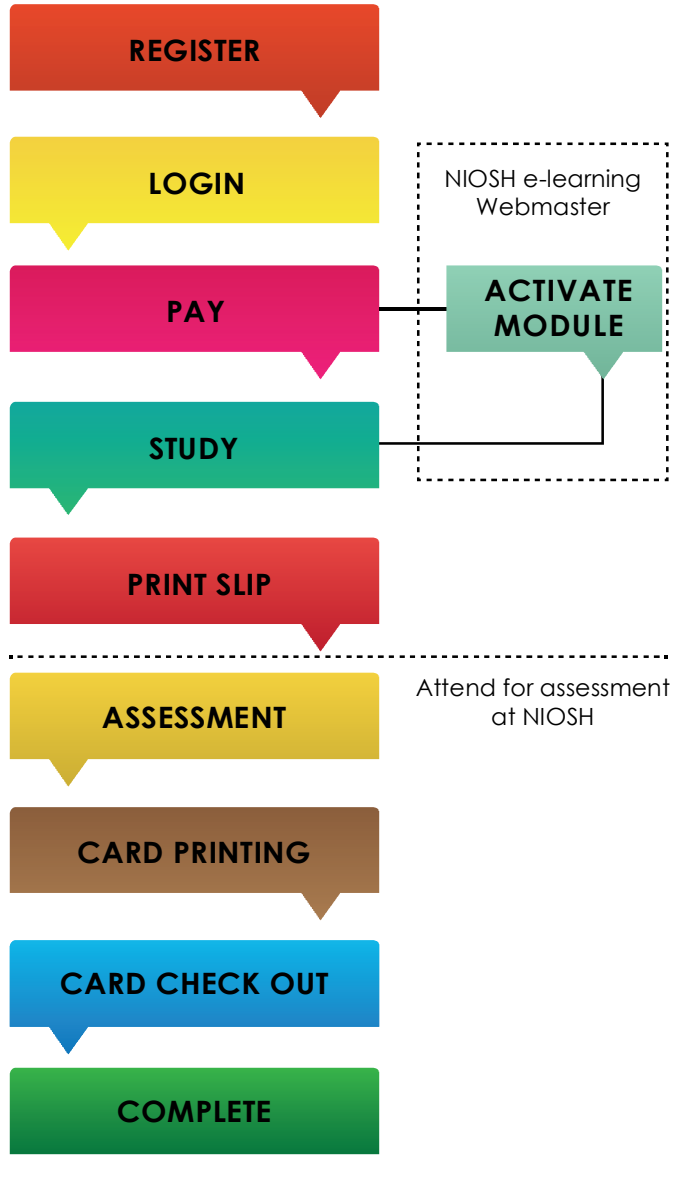 REGISTER
LOGIN
NIOSH e-learning
Webmaster
PAY
ACTIVATE
MODULE
STUDY
PRINT SLIP
Attend for assessment
at NIOSH
ASSESSMENT
CARD PRINTING
CARD CHECK OUT
COMPLETE